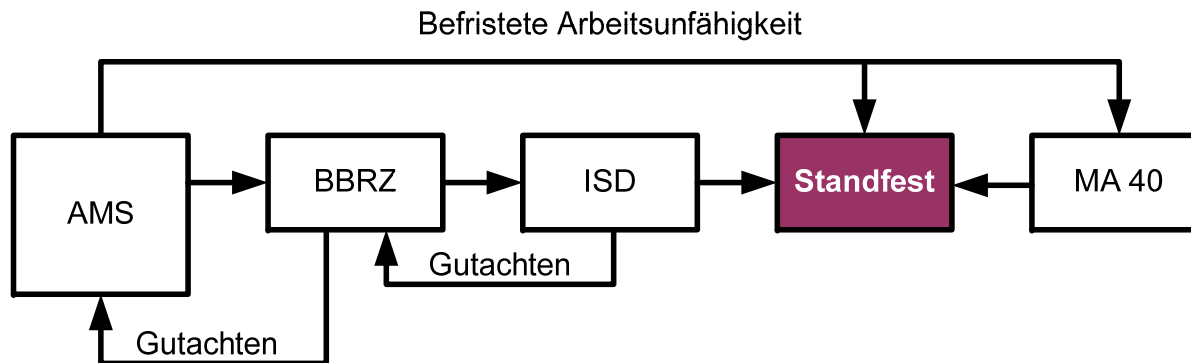 Befristete Arbeitsunfähigkeit
AMS
BBRZ
ISD
Standfest
MA 40
Gutachten
Gutachten